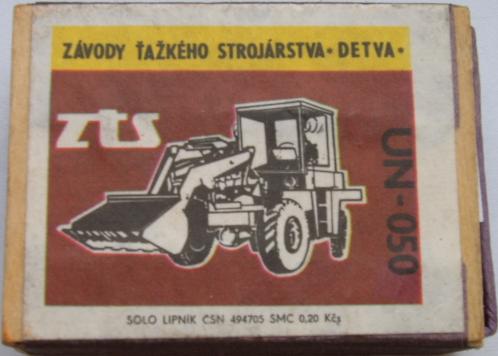 ZÁVODY ŤAŽKÉHO STROJÁRSTVA • DETVA •
zts
UN-050
SOLO LIPNÍK ČSN 494705 SMC 0,20 Kčs